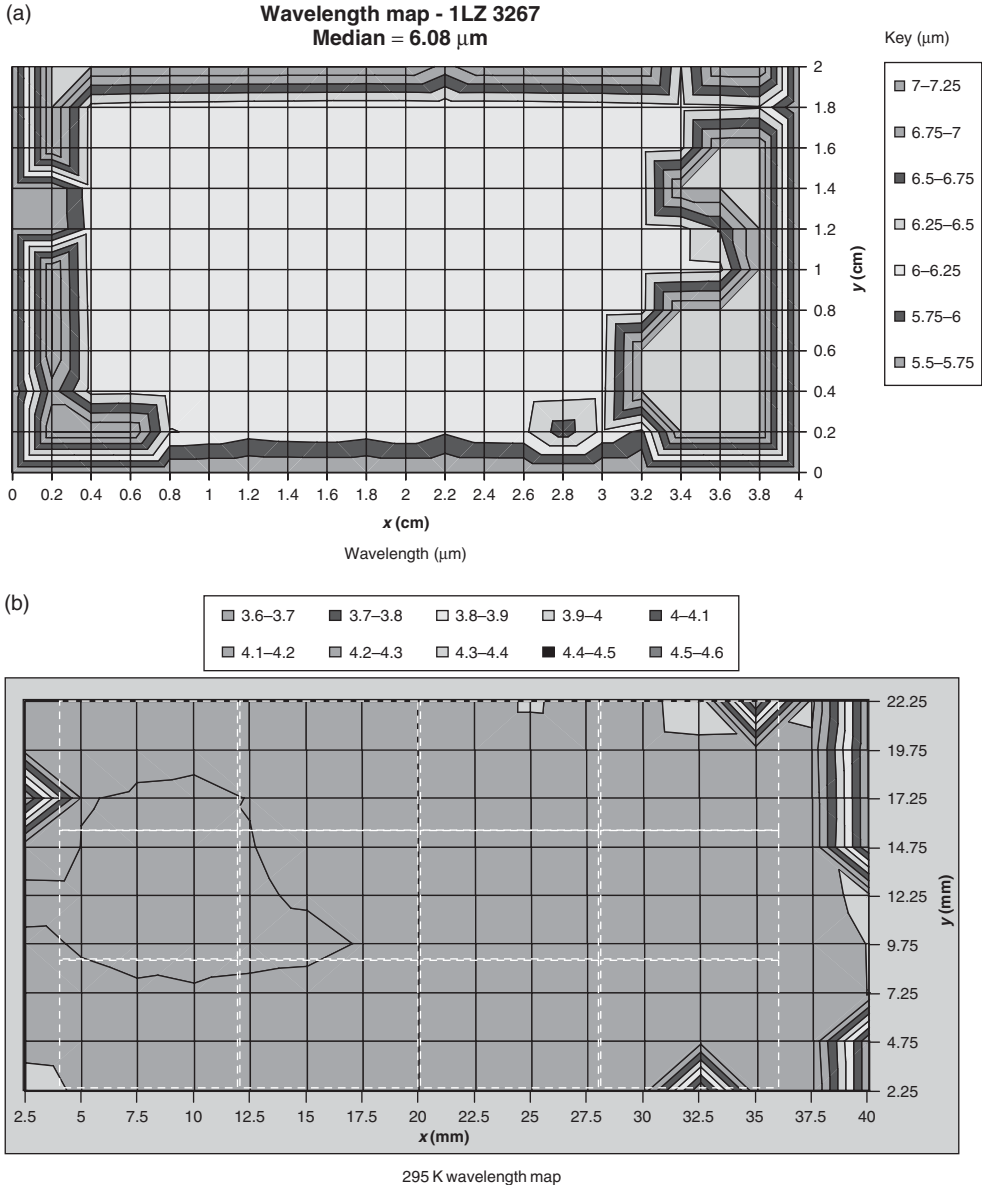 (a)
Wavelength map - 1LZ 3267
Median = 6.08 μm
Key (μm)
7–7.25
6.75–7
6.5–6.75
6.25–6.5
6–6.25
5.75–6
5.5–5.75
2
1.8
1.6
1.4
1.2
1
0.8
0.6
0.4
0.2
0
y (cm)
0 0.2 0.4 0.6 0.8 1 1.2 1.4 1.6 1.8 2 2.2 2.4 2.6 2.8 3 3.2 3.4 3.6 3.8 4
x (cm)
Wavelength (μm)
(b)
3.6–3.7 3.7–3.8 3.8–3.9 3.9–4 4–4.1
4.1–4.2 4.2–4.3 4.3–4.4 4.4–4.5 4.5–4.6
22.25
19.75
17.25
14.75
12.25
9.75
7.25
4.75
2.25
y (mm)
2.5 5 7.5 10 12.5 15 17.5 20 22.5 25 27.5 30 32.5 35 37.5 40
x (mm)
295 K wavelength map